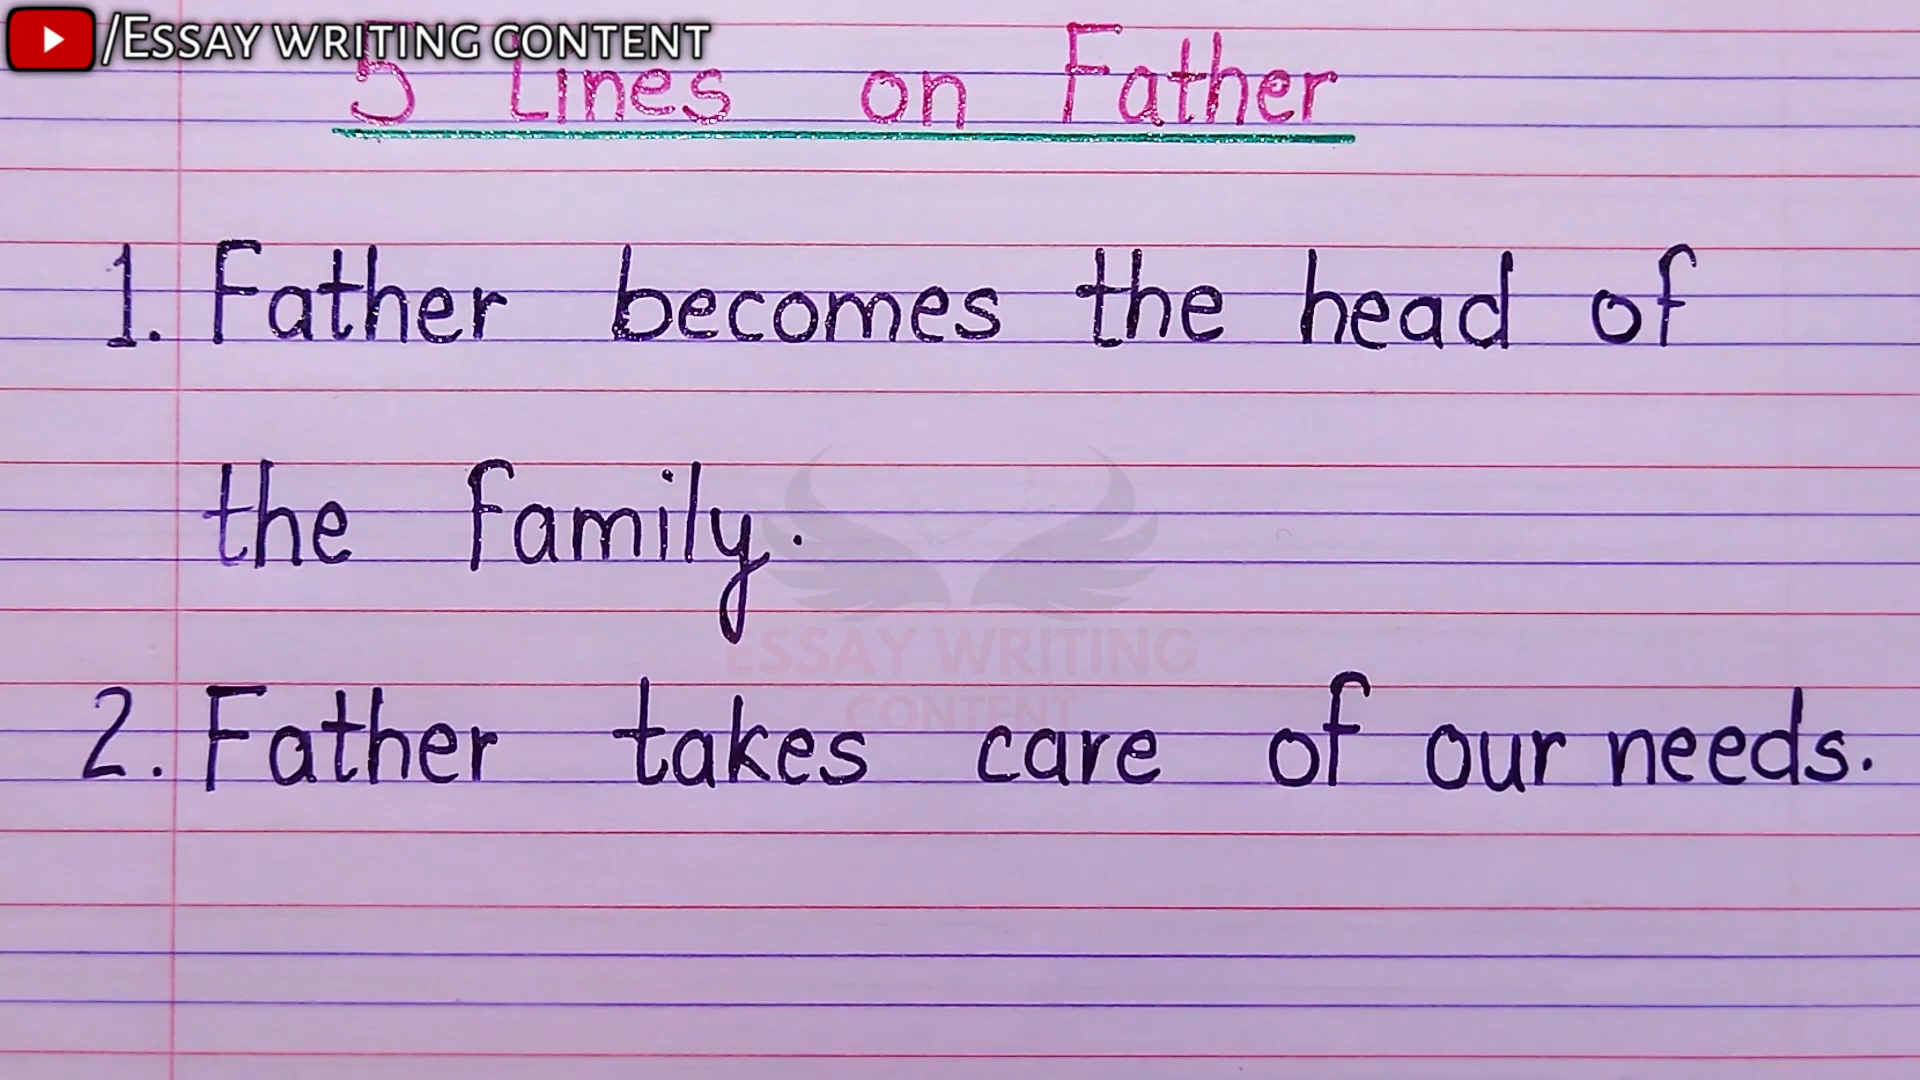 /ESSAY WRITING CONTENT
5 Lines on Father
1. Father becomes the head of
the family.
ESSAY WRITING
CONTENT
2. Father takes care of our needs.